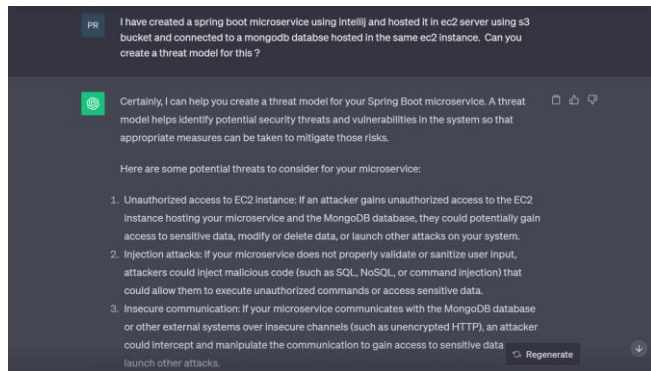 PR
I have created a spring boot microservice using intellij and hosted it in ec2 server using s3
bucket and connected to a mongodb databse hosted in the same ec2 instance. Can you
create a threat model for this ?
Certainly, I can help you create a threat model for your Spring Boot microservice. A threat
model helps identify potential security threats and vulnerabilities in the system so that
appropriate measures can be taken to mitigate those risks.
Here are some potential threats to consider for your microservice:
1. Unauthorized access to EC2 instance: If an attacker gains unauthorized access to the EC2
instance hosting your microservice and the MongoDB database, they could potentially gain
access to sensitive data, modify or delete data, or launch other attacks on your system.
2. Injection attacks: If your microservice does not properly validate or sanitize user input,
attackers could inject malicious code (such as SQL, NoSQL, or command injection) that
could allow them to execute unauthorized commands or access sensitive data.
3. Insecure communication: If your microservice communicates with the MongoDB database
or other external systems over insecure channels (such as unencrypted HTTP), an attacker
could intercept and manipulate the communication to gain access to sensitive data
launch other attacks.
Regenerate